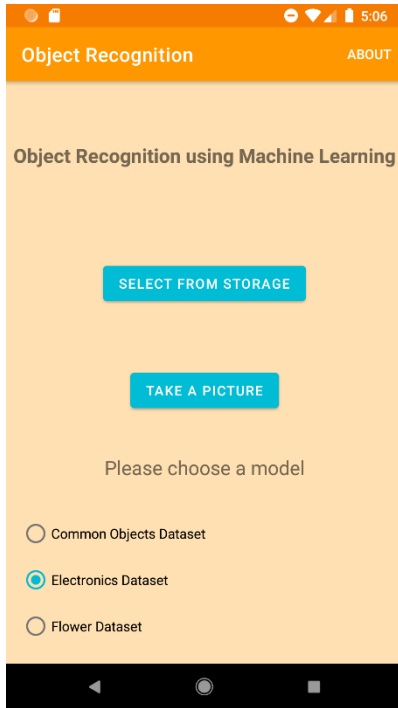 5:06
Object Recognition
ABOUT
Object Recognition using Machine Learning
SELECT FROM STORAGE
TAKE A PICTURE
Please choose a model
Common Objects Dataset
Electronics Dataset
Flower Dataset